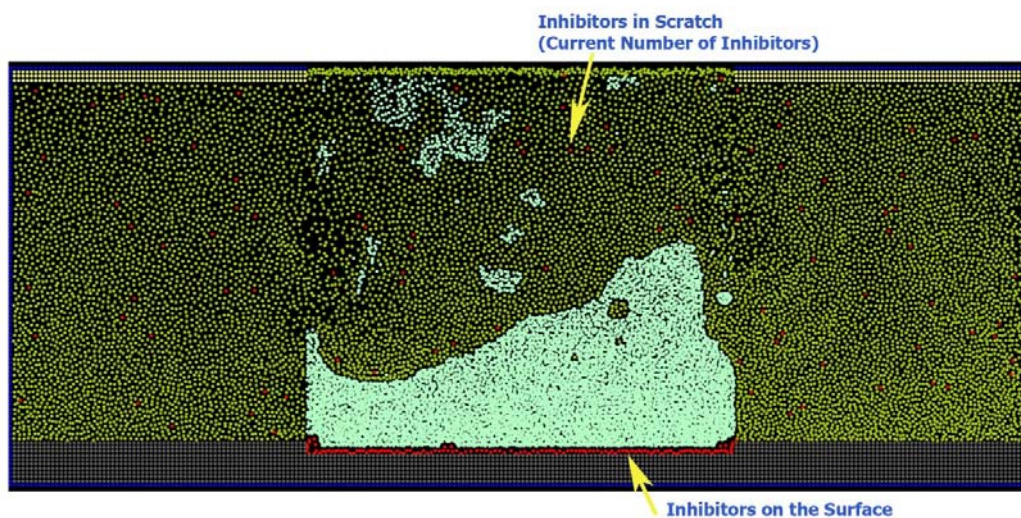 Inhibitors in Scratch
(Current Number of Inhibitors)
Inhibitors on the Surface